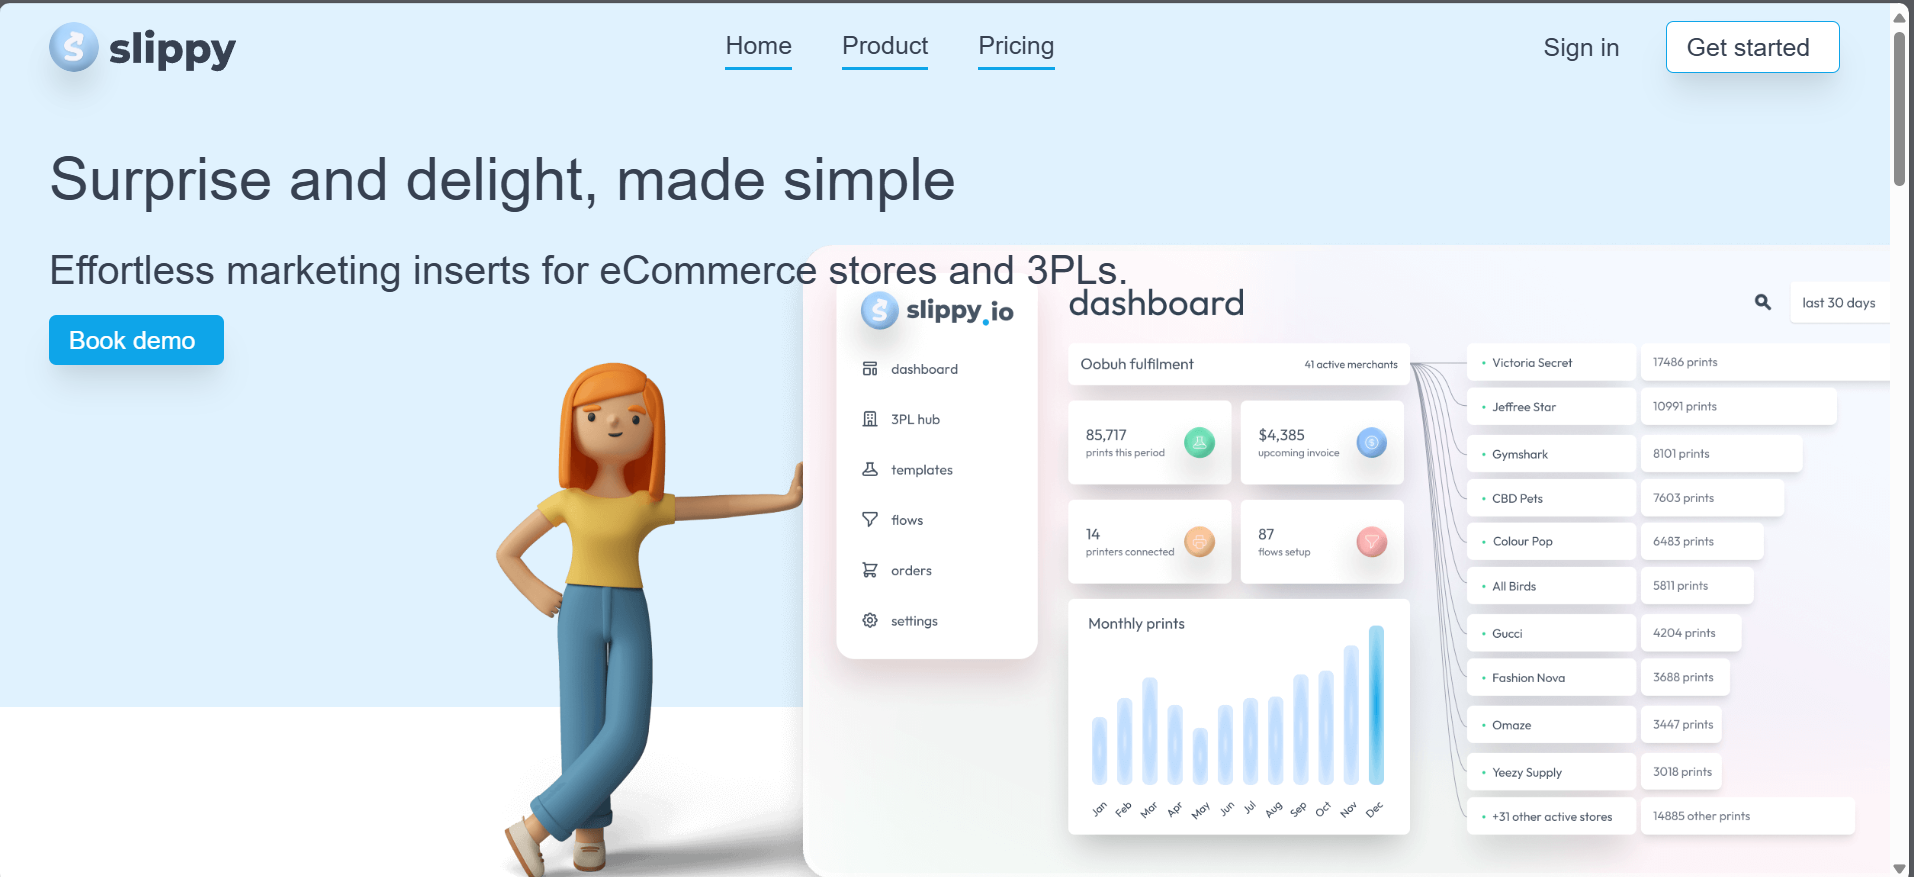 slippy
Home
Product
Pricing
Sign in
Get started
Surprise and delight, made simple
Effortless marketing inserts for eCommerce stores and 3PLs.
Book demo
slippy.io
dashboard
3PL hub
templates
flows
orders
settings
dashboard
last 30 days
Oobuh fulfilment
41 active merchants
85,717
prints this period
$4,385
upcoming invoice
14
printers connected
87
flows setup
Monthly prints
Jan
Feb
Mar
Apr
May
Jun
Jul
Aug
Sep
Oct
Nov
Dec
Victoria Secret
17486 prints
Jeffree Star
10991 prints
Gymshark
8101 prints
CBD Pets
7603 prints
Colour Pop
6483 prints
All Birds
5811 prints
Gucci
4204 prints
Fashion Nova
3688 prints
Omaze
3447 prints
Yeezy Supply
3018 prints
+31 other active stores
14885 other prints